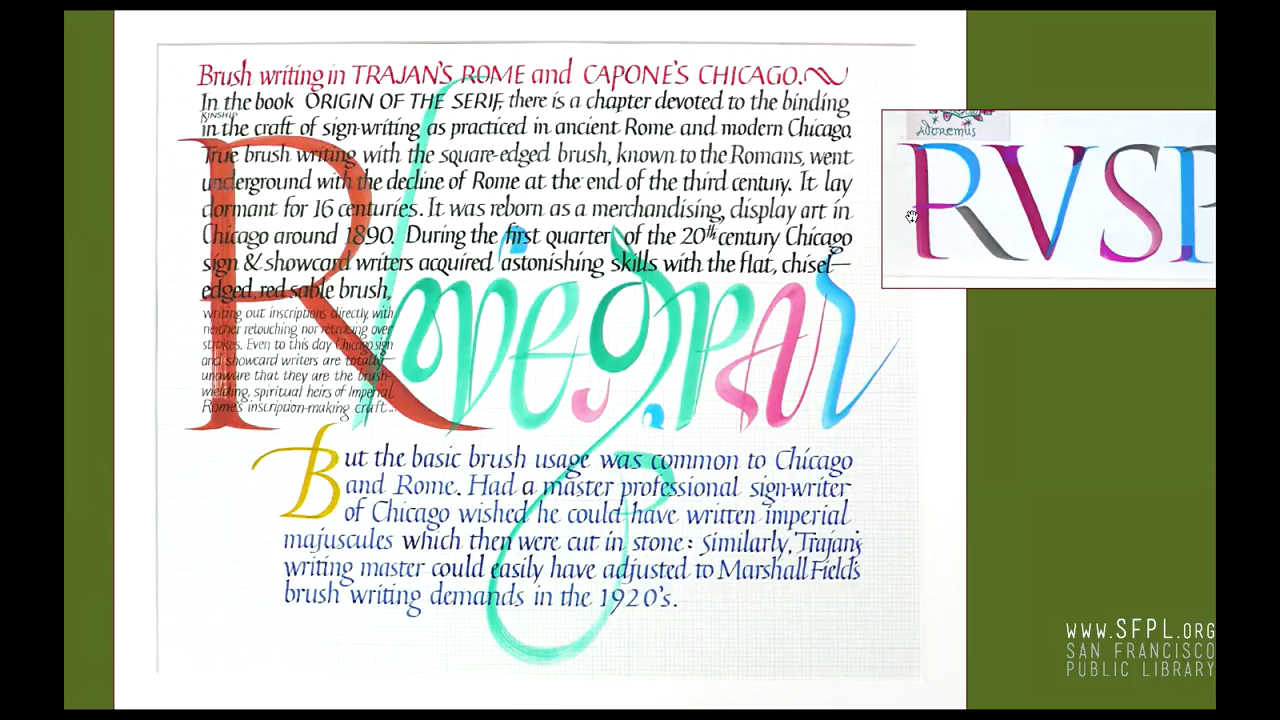 Brush writing in TRAJAN'S ROME and CAPONE'S CHICAGO.
In the book ORIGIN OF THE SERIF, there is a chapter devoted to the binding
KINSHIP
in the craft of sign-writing as practiced in ancient Rome and modern Chicago.
True brush writing with the square-edged brush, known to the Romans, went
underground with the decline of Rome at the end of the third century. It lay
dormant for 16 centuries. It was reborn as a merchandising, display art in
Chicago around 1890. During the first quarter of the 20th century Chicago
sign & showcard writers acquired astonishing skills with the flat, chisel-
edged, red sable brush,
writing out inscriptions directly, with
neither retouching nor retracing over
strokes. Even to this day Chicago sign
and showcard writers are totally
unaware that they are the brush-
wielding, spiritual heirs of Imperial
Rome's inscription-making craft...
R
But the basic brush usage was common to Chicago
and Rome. Had a master professional sign-writer
of Chicago wished he could have written imperial
majuscules which then were cut in stone: Similarly, Trajan's
writing master could easily have adjusted to Marshall Field's
brush writing demands in the 1920's.
Adoremus
RVSP
WWW.SFPL.ORG
SAN FRANCISCO
PUBLIC LIBRARY